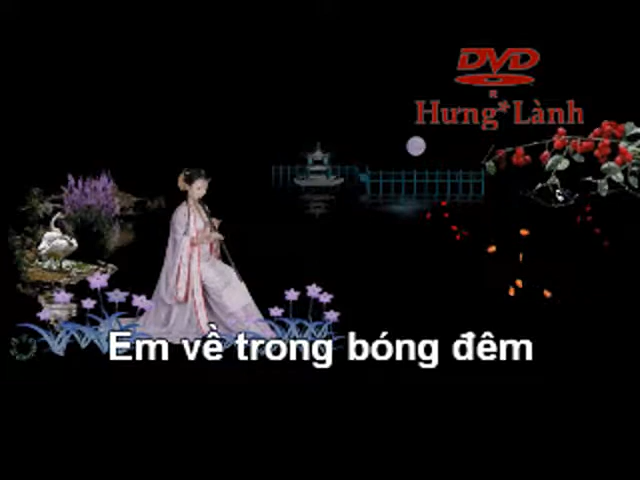 DVD
R
Hưng*Lành
Em về trong bóng đêm